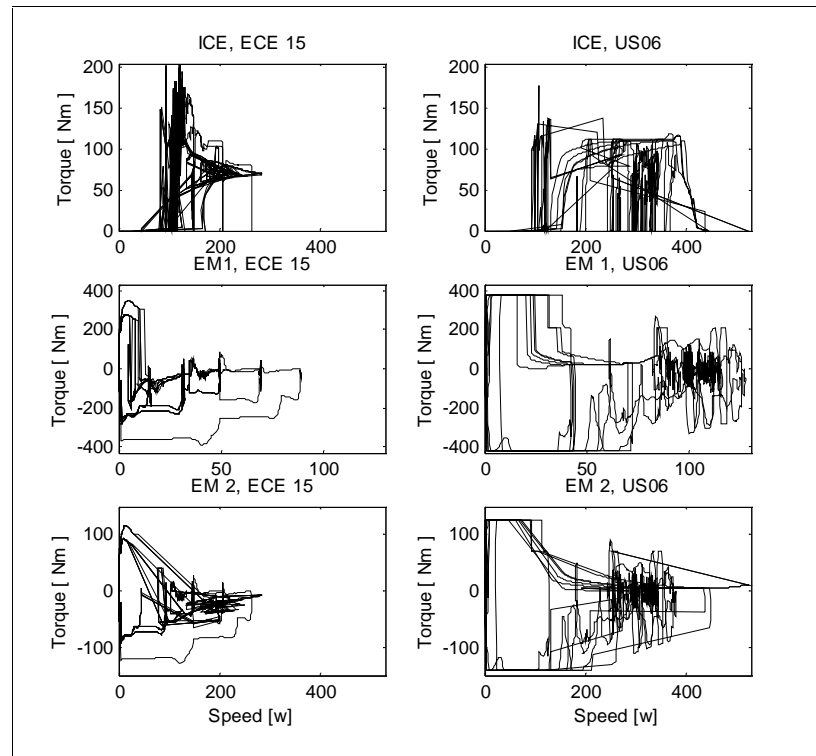 ICE, ECE 15
ICE, US06
Torque [ Nm]
200
150
100
50
0
0 200 400
Torque [ Nm]
200
150
100
50
0
0 200 400
EM1, ECE 15
EM 1, US06
Torque [ Nm]
400
200
0
-200
-400
0 50 100
Torque [ Nm]
400
200
0
-200
-400
0 50 100
EM 2, ECE 15
EM 2, US06
Torque [ Nm]
100
0
-100
0 200 400
Speed [w]
Torque [ Nm]
100
0
-100
0 200 400
Speed [w]